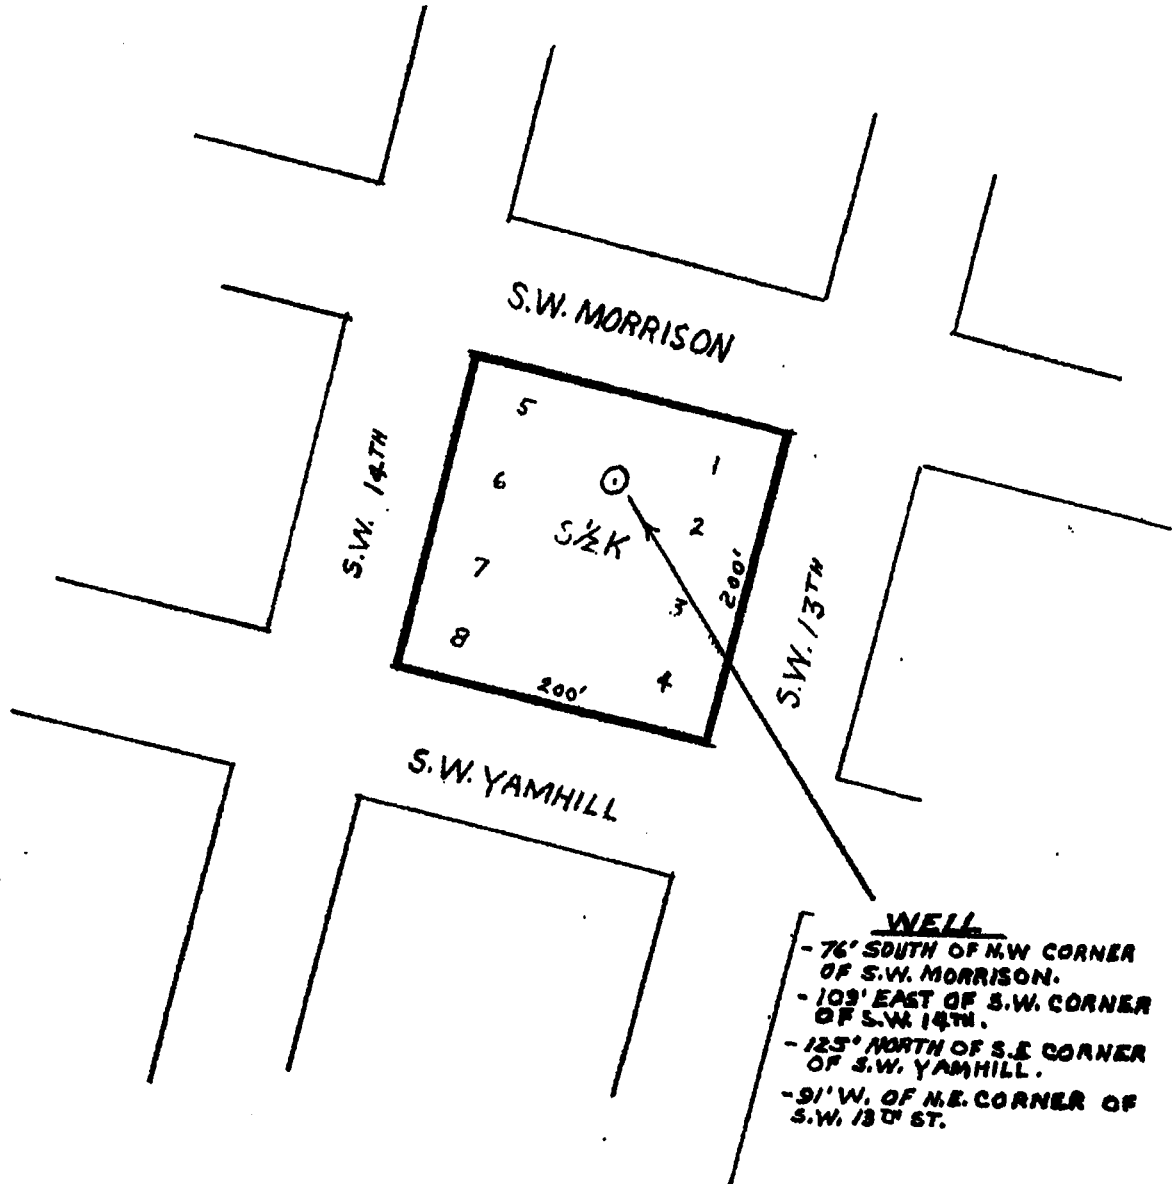 S.W. MORRISON
5
1
6
S.W. 14TH
2
S½K
7
200'
3
S.W. 13TH
8
200'
4
S.W. YAMHILL
WELL
- 76' SOUTH OF N.W CORNER
OF S.W. MORRISON.
- 109' EAST OF S.W. CORNER
OF S.W. 14TH.
- 125' NORTH OF S.E CORNER
OF S.W. YAMHILL.
- 91' W. OF N.E. CORNER OF
S.W. 13TH ST.